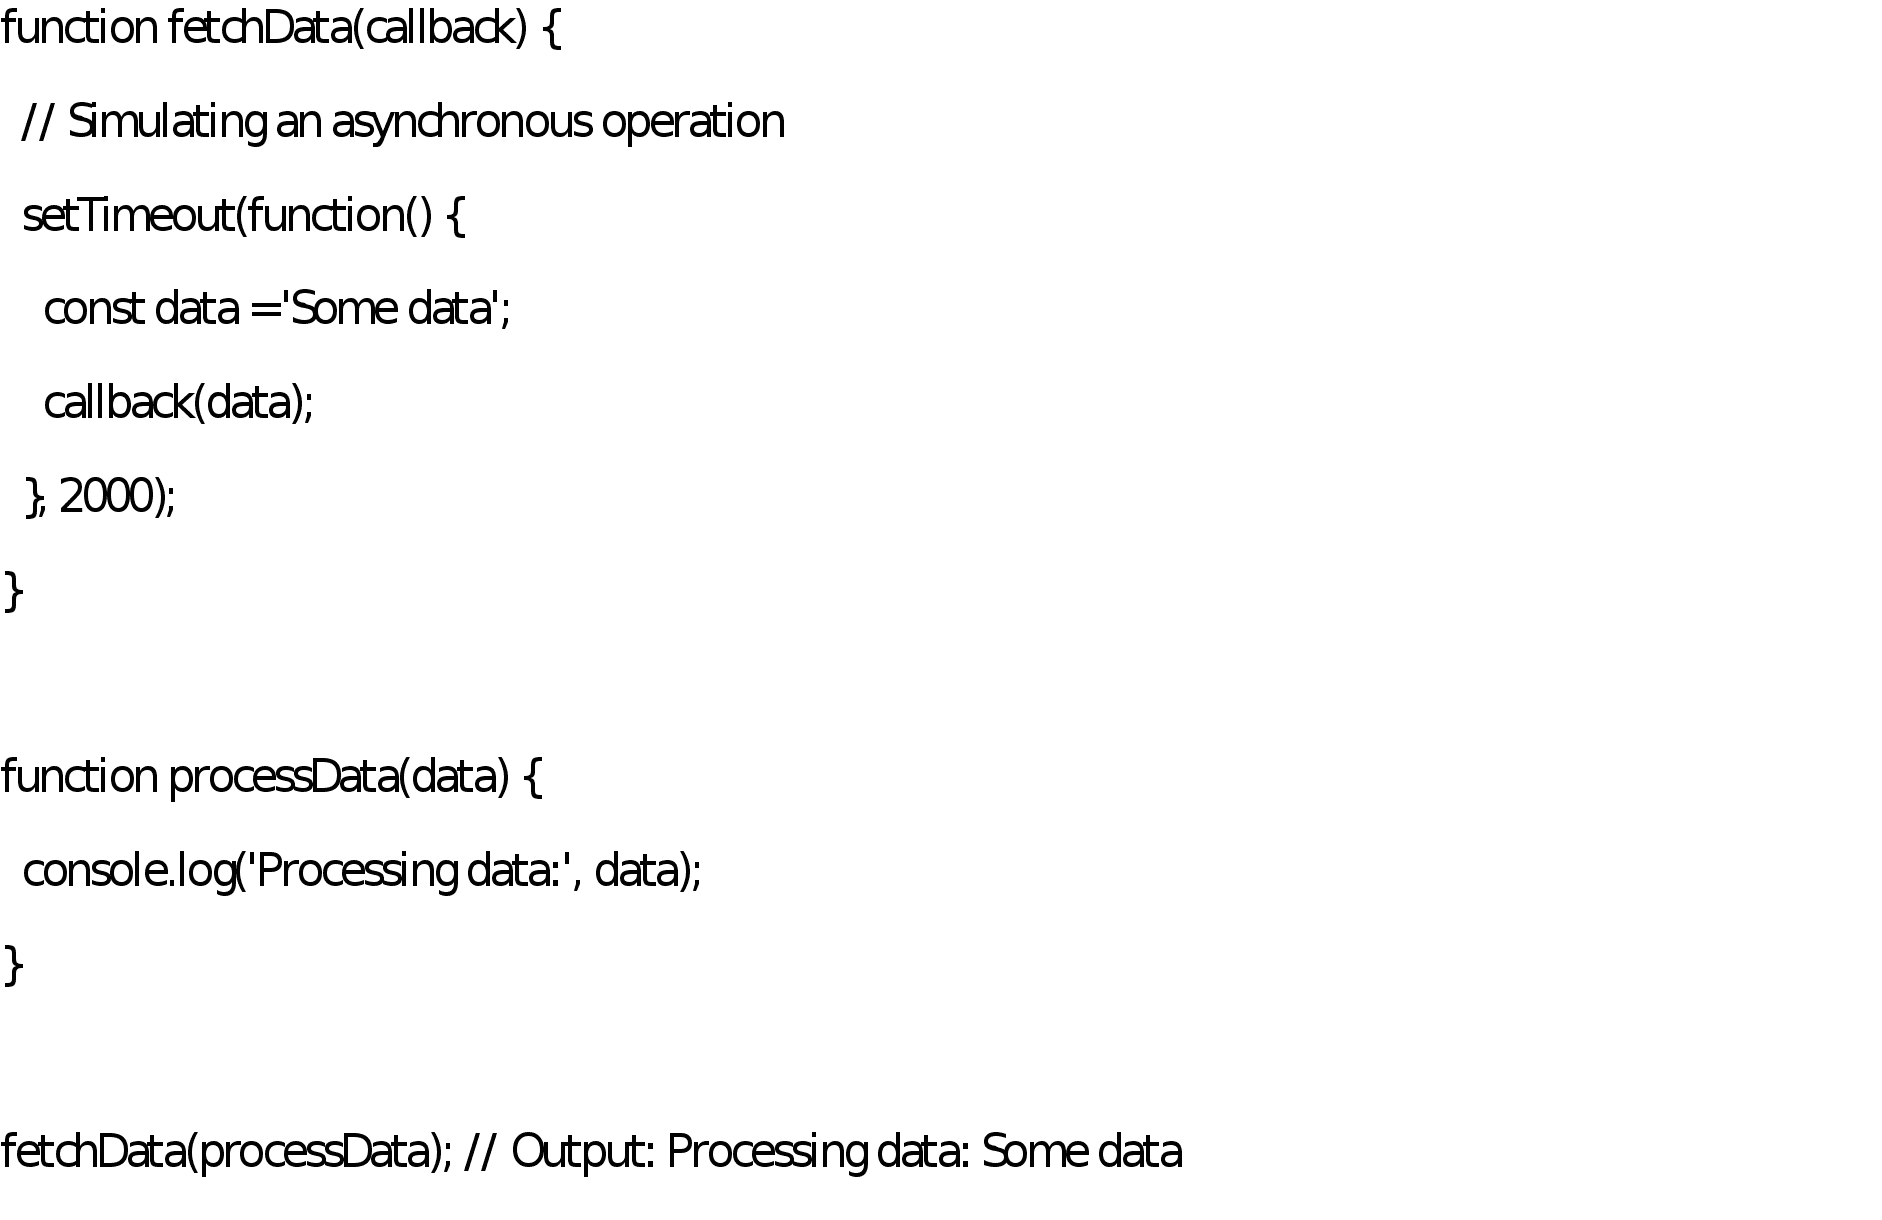 function fetchData(callback) {
  // Simulating an asynchronous operation
  setTimeout(function() {
    const data ='Some data';
    callback(data);
  }, 2000);
}

function processData(data) {
  console.log('Processing data:', data);
}

fetchData(processData); // Output: Processing data: Some data